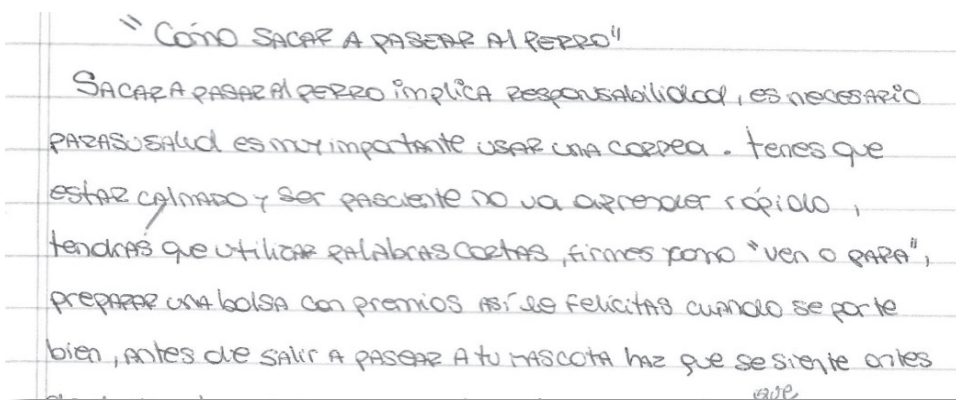 "Cómo SACAR A PASEAR Al PERRO"
SACAR A PASAR Al PERRO implica Responsabilidad, es necesario
PARA SU SAlud es muy importante USAR UNA CORREA. tenes que
estAR CAlMADO y ser PASciente no va aprender rápido,
tendrás que utilizar PAlAbRAS CORTAS, firmes como "ven o PARA",
prepARAR UNA bolsA con premios Así le felicitas cuando se porte
bien, antes de salir A PASEAR A tu MASCOTA haz que se siente antes
que